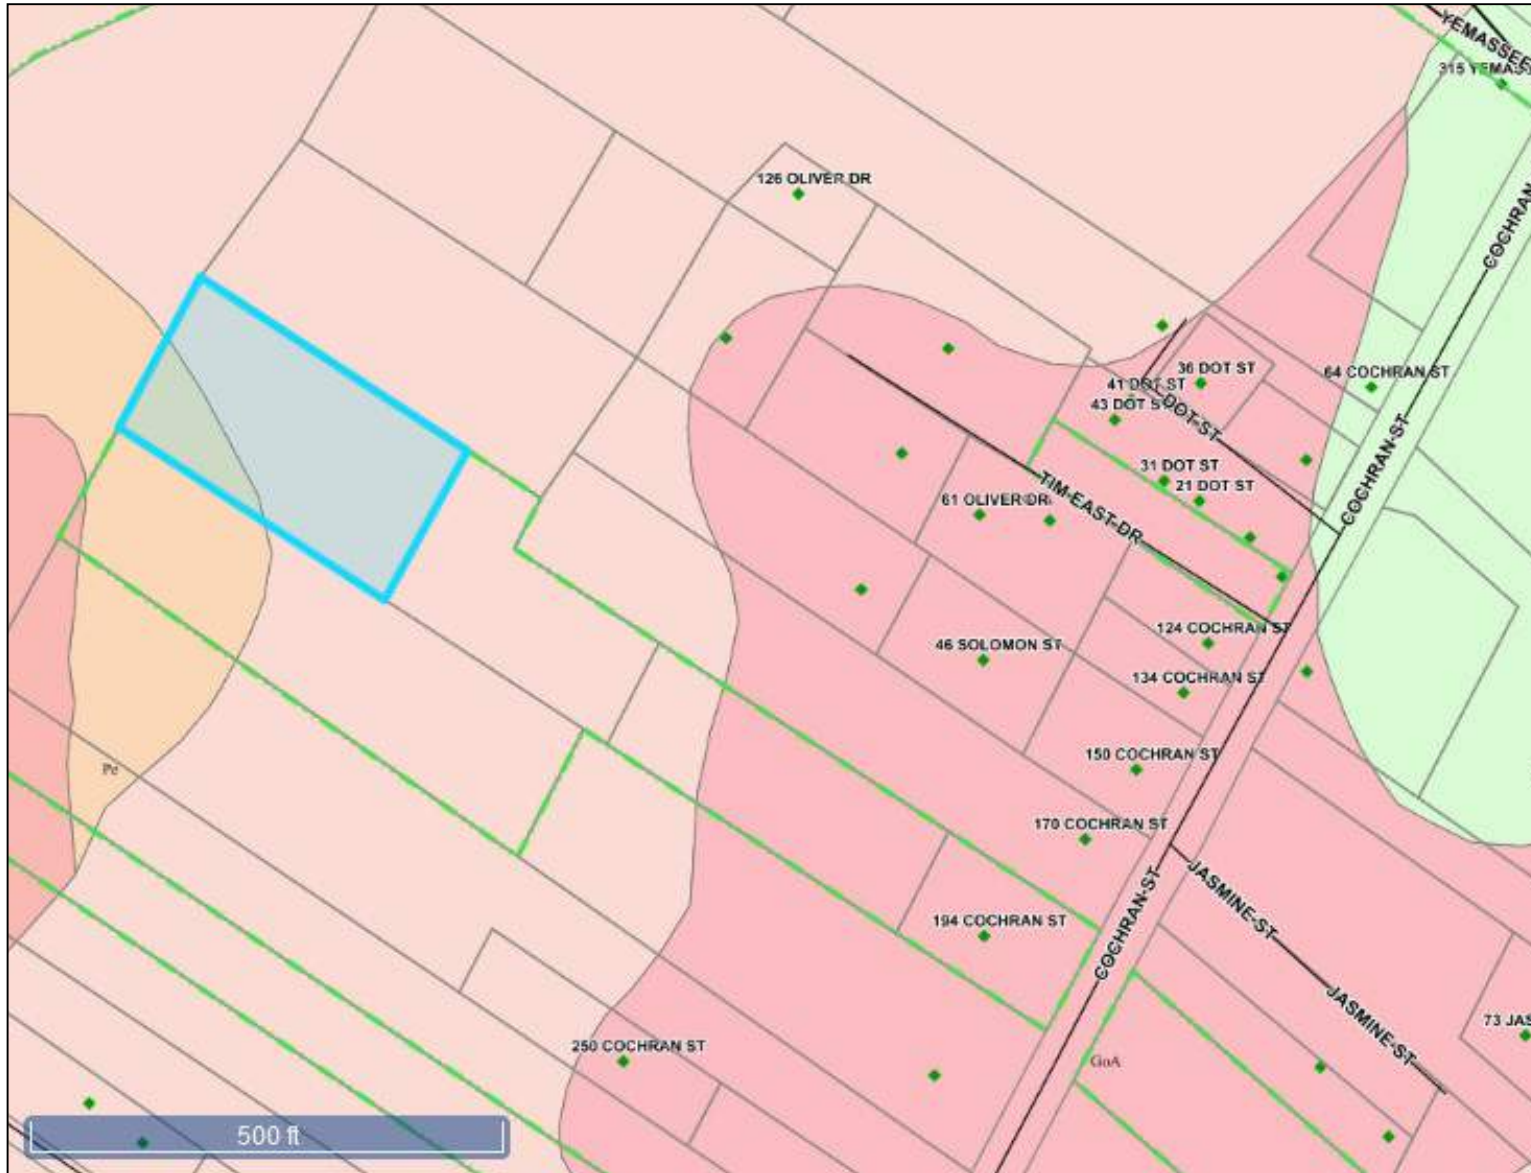 YEMASSEE
315 YEMAS
COCHRAN
126 OLIVER DR
36 DOT ST
64 COCHRAN ST
41 DOT ST
43 DOT ST
DOT-ST
COCHRAN-ST
31 DOT ST
21 DOT ST
TIM-EAST-DR
61 OLIVER DR
124 COCHRAN ST
46 SOLOMON ST
134 COCHRAN ST
150 COCHRAN ST
Pe
170 COCHRAN ST
JASMINE-ST
194 COCHRAN ST
COCHRAN-ST
JASMINE-ST
73 JAS
250 COCHRAN ST
GoA
500 ft